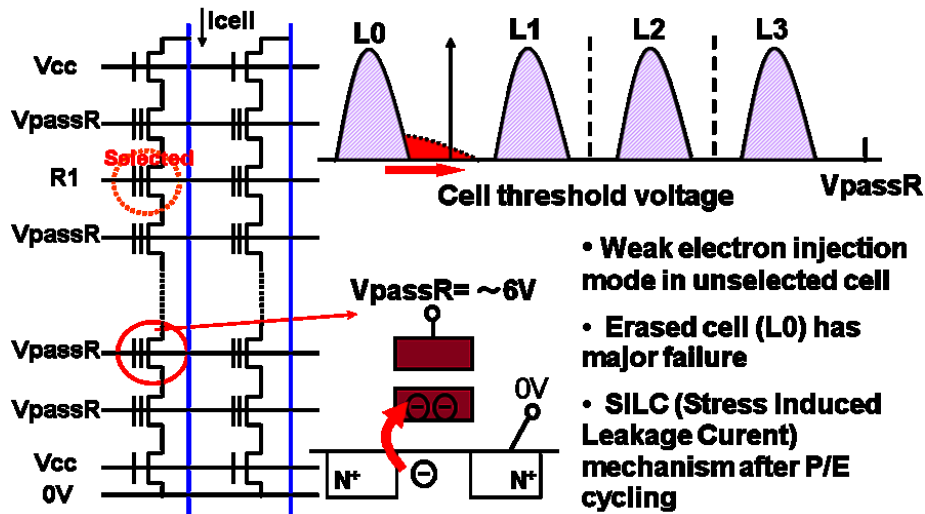 Icell
Vcc
VpassR
Selected
R1
VpassR
VpassR
VpassR
Vcc
0V
L0
L1
L2
L3
VpassR
Cell threshold voltage
VpassR= ～6V
0V
N+
N+
• Weak electron injection
mode in unselected cell
• Erased cell (L0) has
major failure
• SILC (Stress Induced
Leakage Curent)
mechanism after P/E
cycling